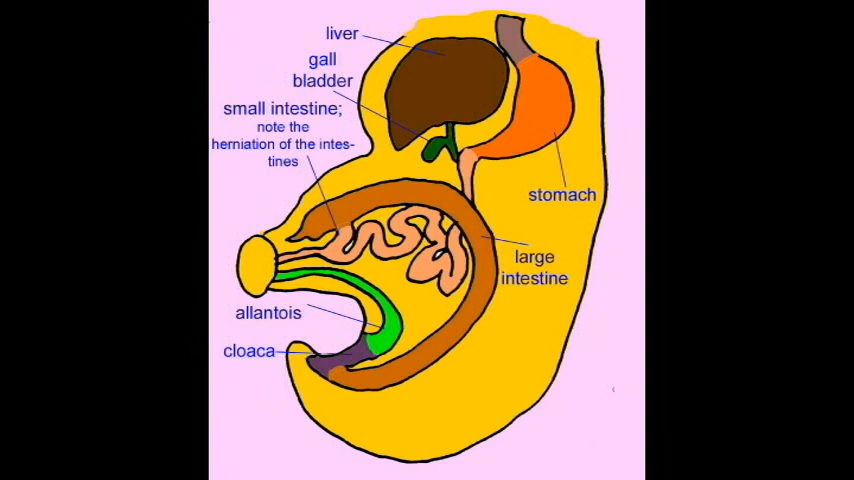 liver
gall
bladder
small intestine;
note the
herniation of the intes-
tines
stomach
large
intestine
allantois
cloaca